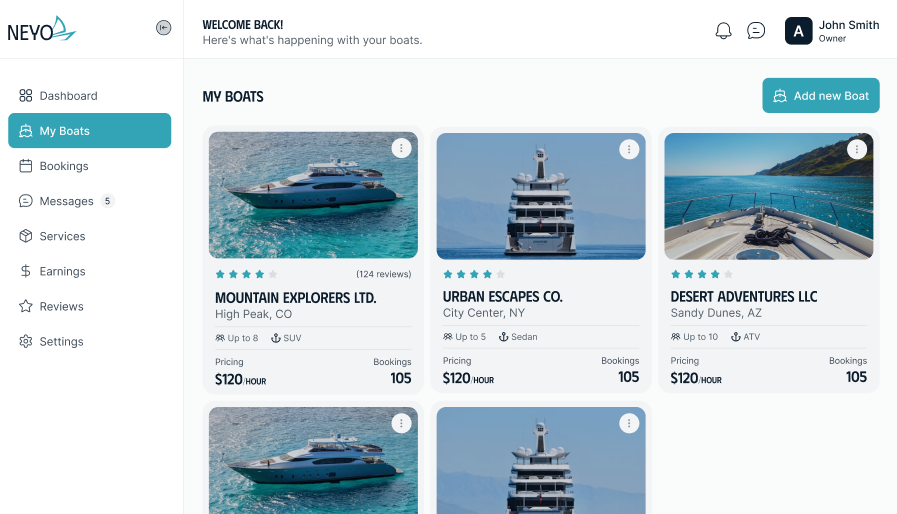 NEYO
WELCOME BACK!
Here's what's happening with your boats.
A
John Smith
Owner
Dashboard
My Boats
Bookings
Messages 5
Services
Earnings
Reviews
Settings
MY BOATS
Add new Boat
(124 reviews)
MOUNTAIN EXPLORERS LTD.
High Peak, CO
Up to 8 SUV
Pricing Bookings
$120/HOUR 105
URBAN ESCAPES CO.
City Center, NY
Up to 5 Sedan
Pricing Bookings
$120/HOUR 105
DESERT ADVENTURES LLC
Sandy Dunes, AZ
Up to 10 ATV
Pricing Bookings
$120/HOUR 105